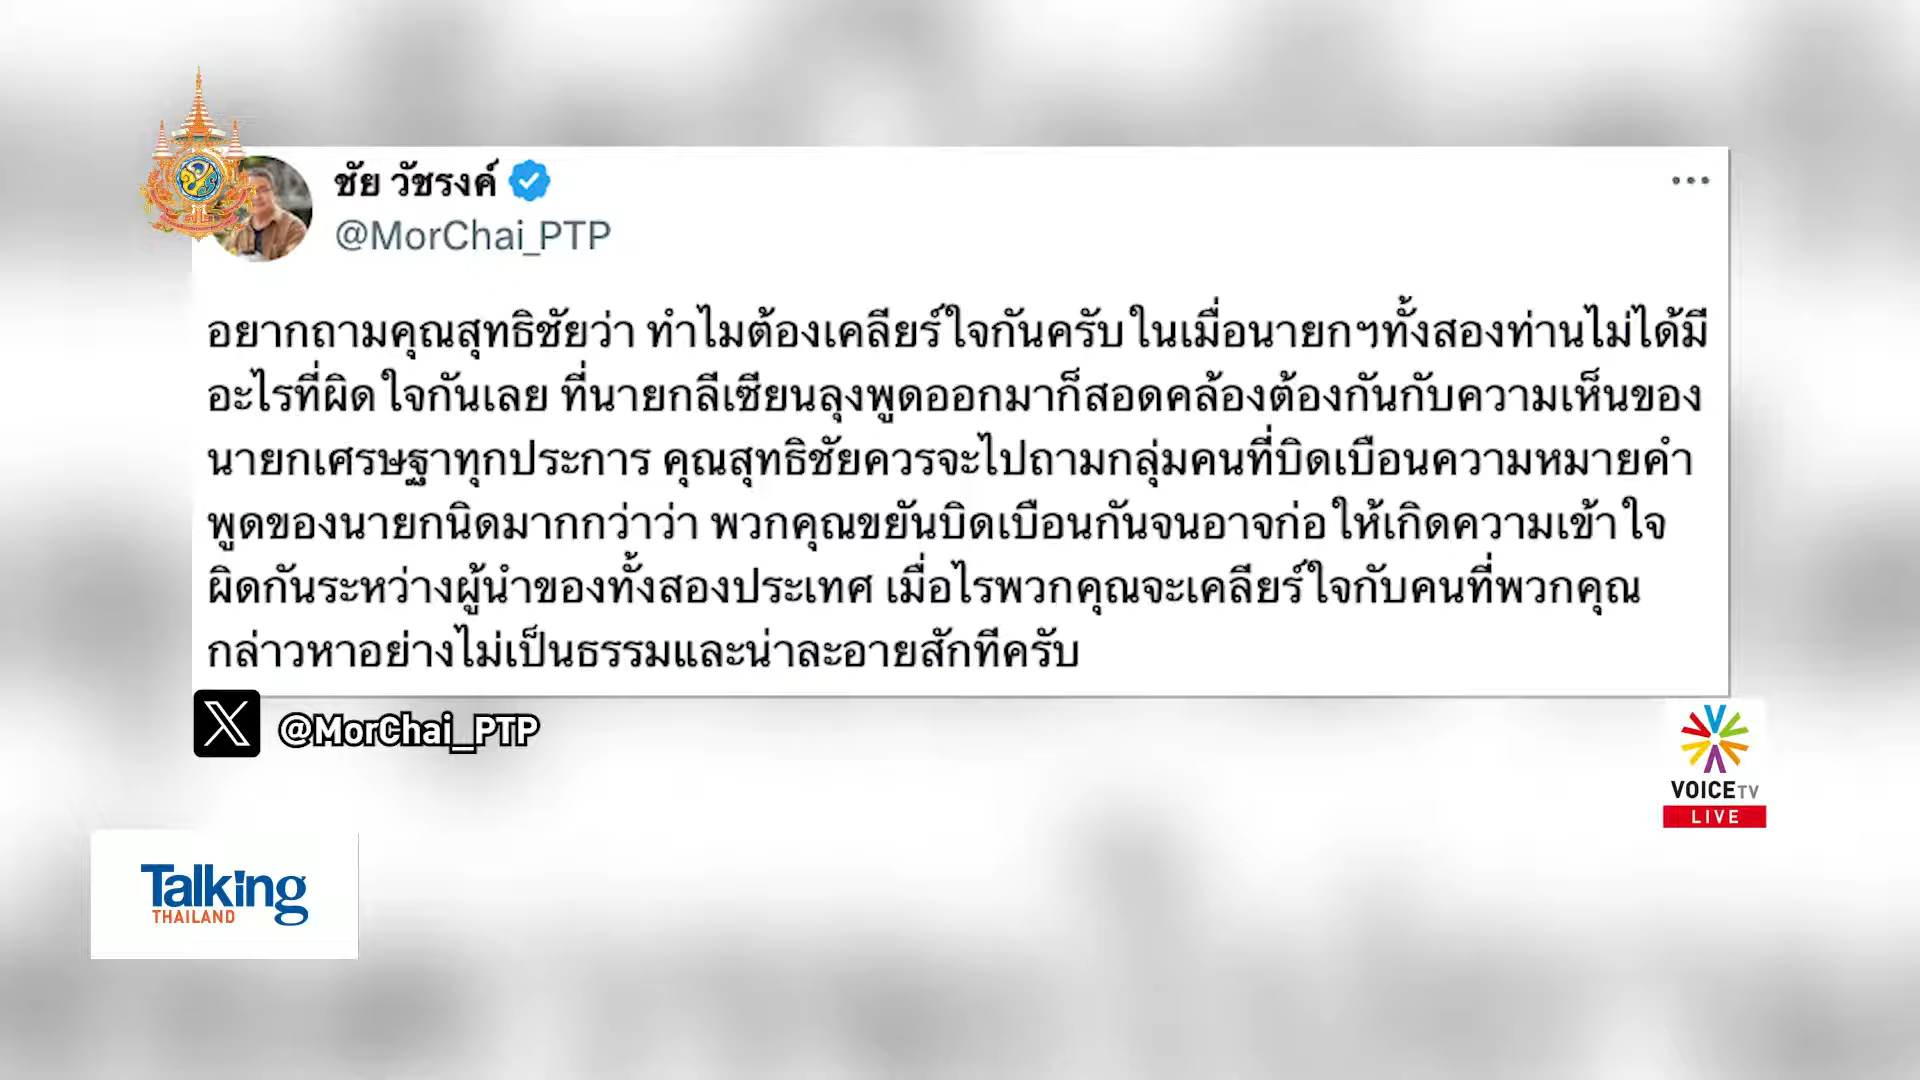 ชัย วัชรงค์
@MorChai_PTP
อยากถามคุณสุทธิชัยว่า ทำไมต้องเคลียร์ใจกันครับ ในเมื่อนายกฯทั้งสองท่านไม่ได้มี
อะไรที่ผิดใจกันเลย ที่นายกลีเซียนลุงพูดออกมาก็สอดคล้องต้องกันกับความเห็นของ
นายกเศรษฐาทุกประการ คุณสุทธิชัยควรจะไปถามกลุ่มคนที่บิดเบือนความหมายคำ
พูดของนายกนิดมากกว่าว่า พวกคุณขยันบิดเบือนกันจนอาจก่อให้เกิดความเข้าใจ
ผิดกันระหว่างผู้นำของทั้งสองประเทศ เมื่อไรพวกคุณจะเคลียร์ใจกับคนที่พวกคุณ
กล่าวหาอย่างไม่เป็นธรรมและน่าละอายสักทีครับ
@MorChai_PTP
VOICE TV
LIVE
Talking
THAILAND